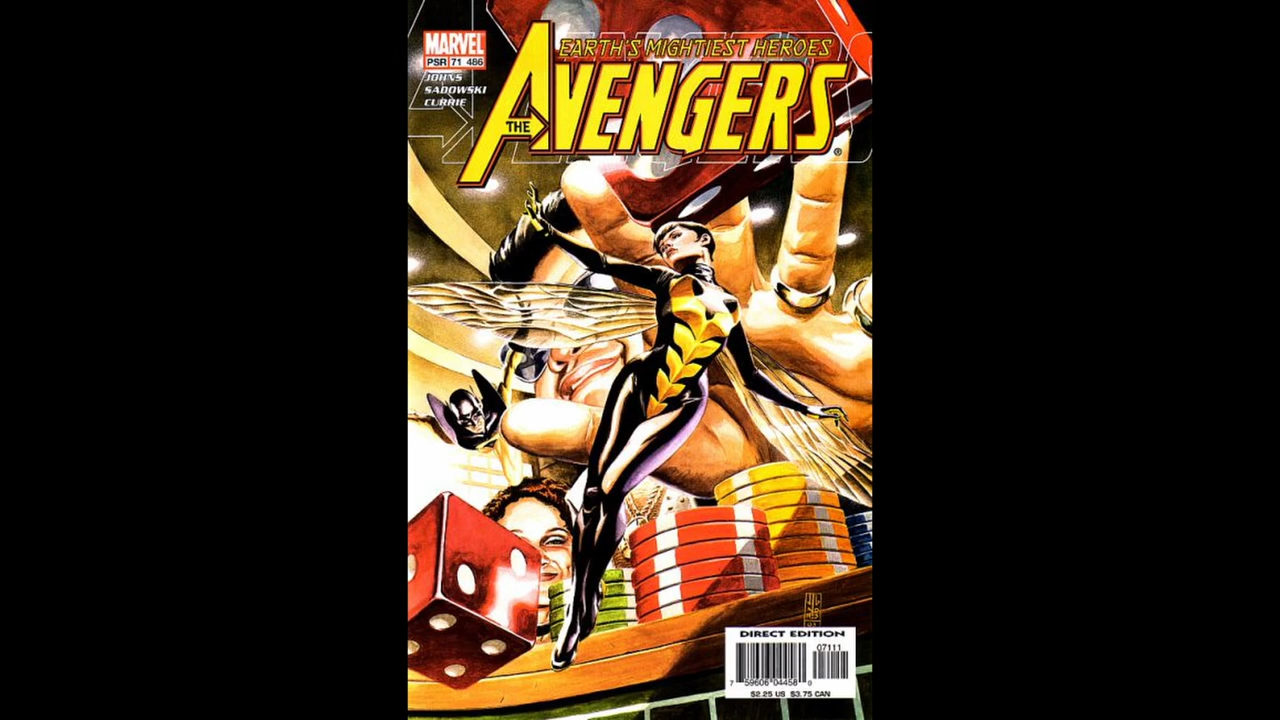 MARVEL
PSR 71 486
JOHNS
SADOWSKI
CURRIE
EARTH'S MIGHTIEST HEROES
THE AVENGERS
DIRECT EDITION
07111
7 59606 04458 0
$2.25 US $3.75 CAN